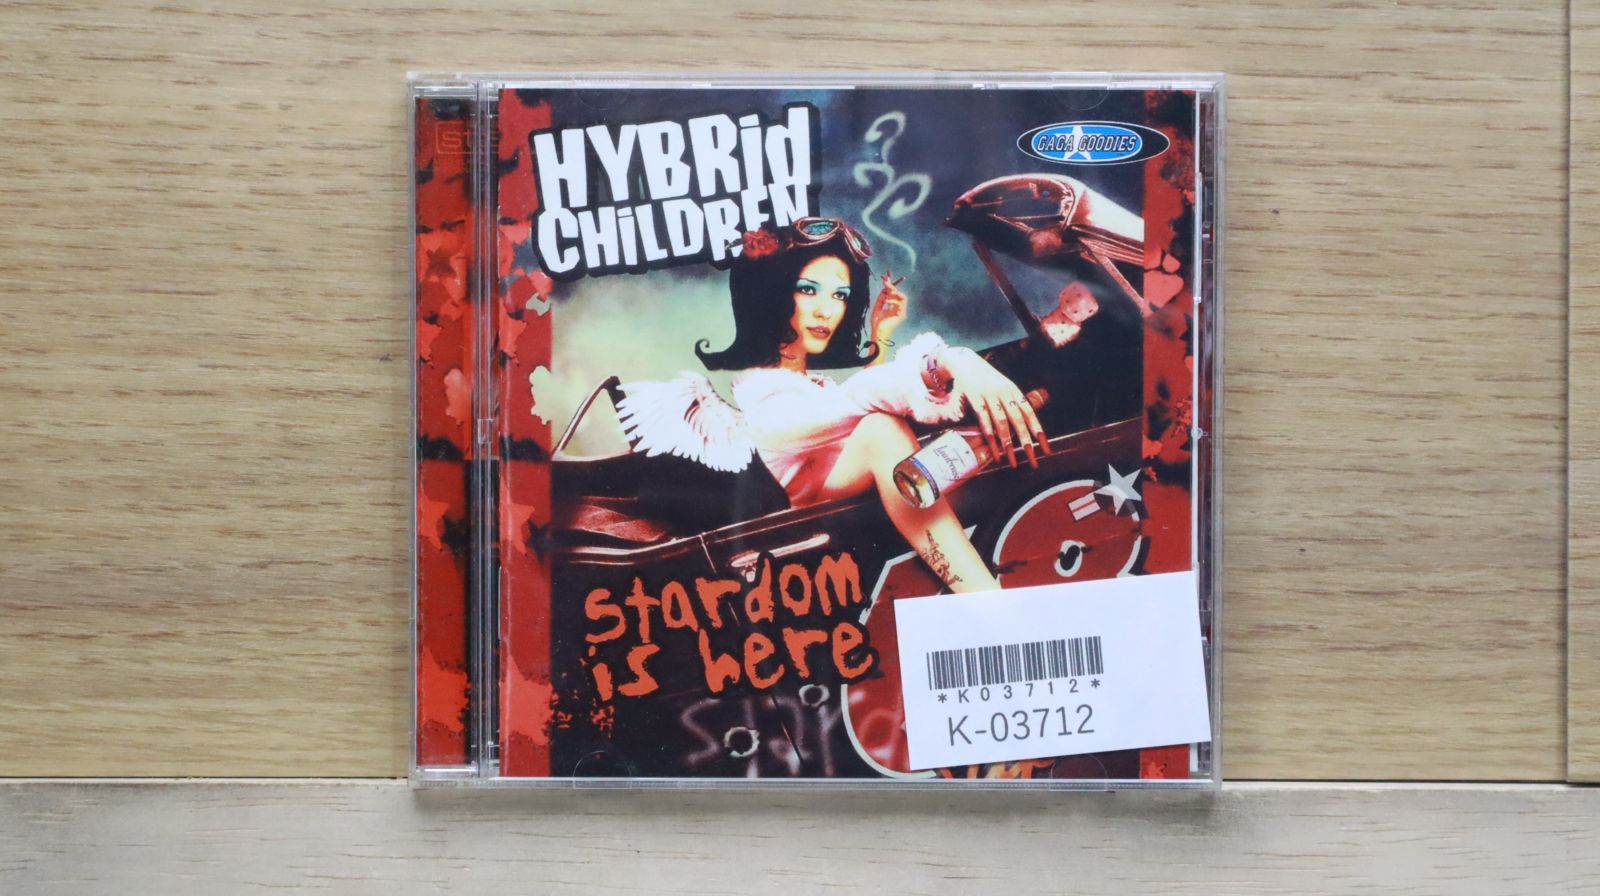 HYBRid
CHiLDREN
GAGA GOODIES
stardom
is here
*K03712*
K-03712